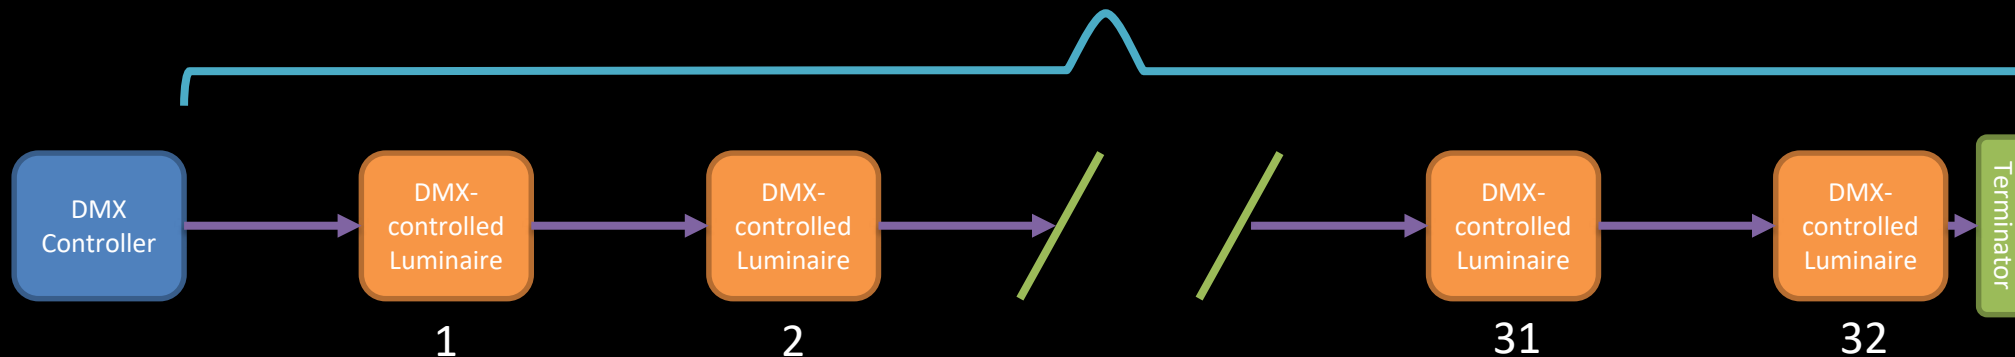 DMX
Controller
DMX-
controlled
Luminaire
DMX-
controlled
Luminaire
DMX-
controlled
Luminaire
DMX-
controlled
Luminaire
Terminator
1
2
31
32